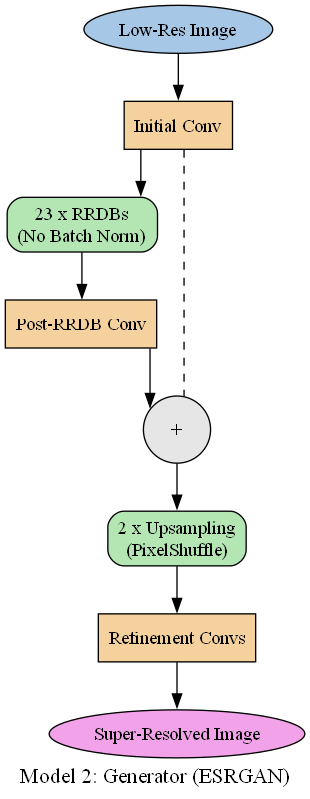 Low-Res Image
Initial Conv
23 x RRDBs
(No Batch Norm)
Post-RRDB Conv
+
2 x Upsampling
(PixelShuffle)
Refinement Convs
Super-Resolved Image
Model 2: Generator (ESRGAN)